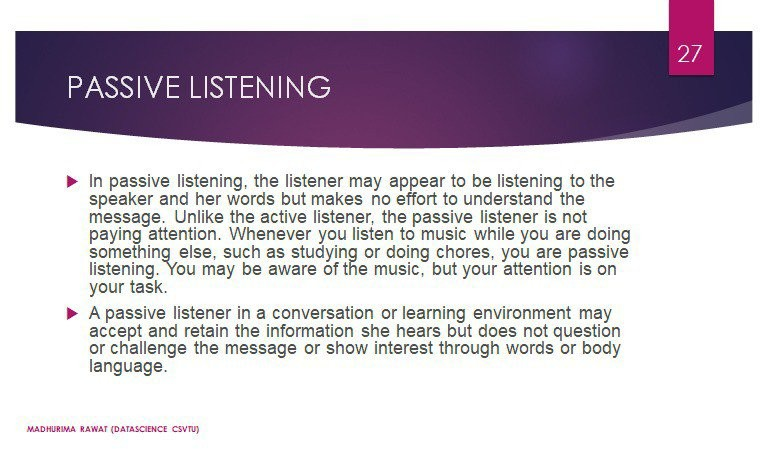 27
PASSIVE LISTENING
In passive listening, the listener may appear to be listening to the
speaker and her words but makes no effort to understand the
message. Unlike the active listener, the passive listener is not
paying attention. Whenever you listen to music while you are doing
something else, such as studying or doing chores, you are passive
listening. You may be aware of the music, but your attention is on
your task.
A passive listener in a conversation or learning environment may
accept and retain the information she hears but does not question
or challenge the message or show interest through words or body
language.
MADHURIMA RAWAT (DATASCIENCE CSVTU)